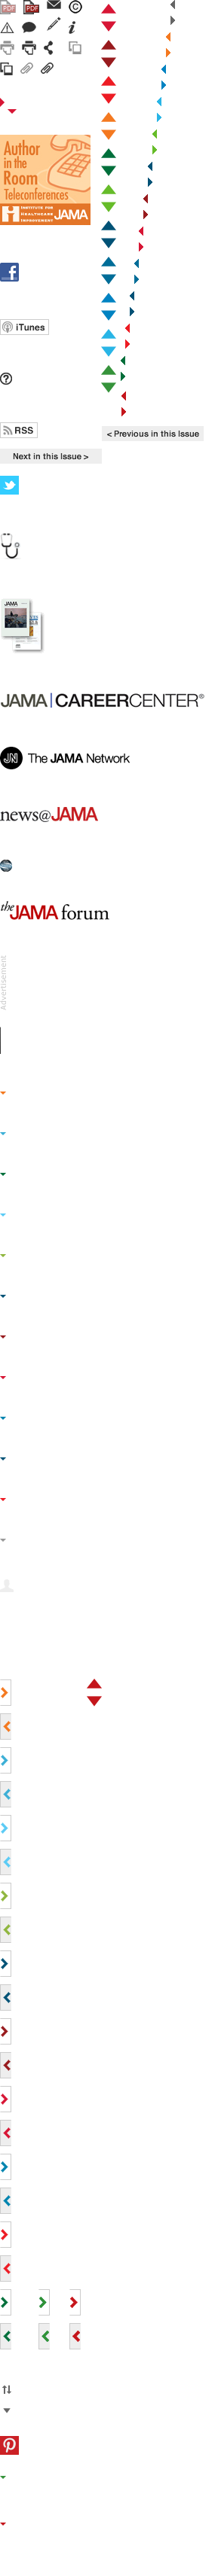 PDF PDF
Author
in the
Room
Teleconferences
INSTITUTE FOR
HEALTHCARE
IMPROVEMENT JAMA
f
iTunes
RSS
< Previous in this Issue
Next in this Issue >
JAMA
JAMA|CAREERCENTER®
JN The JAMA Network
news@JAMA
the JAMA forum
Advertisement